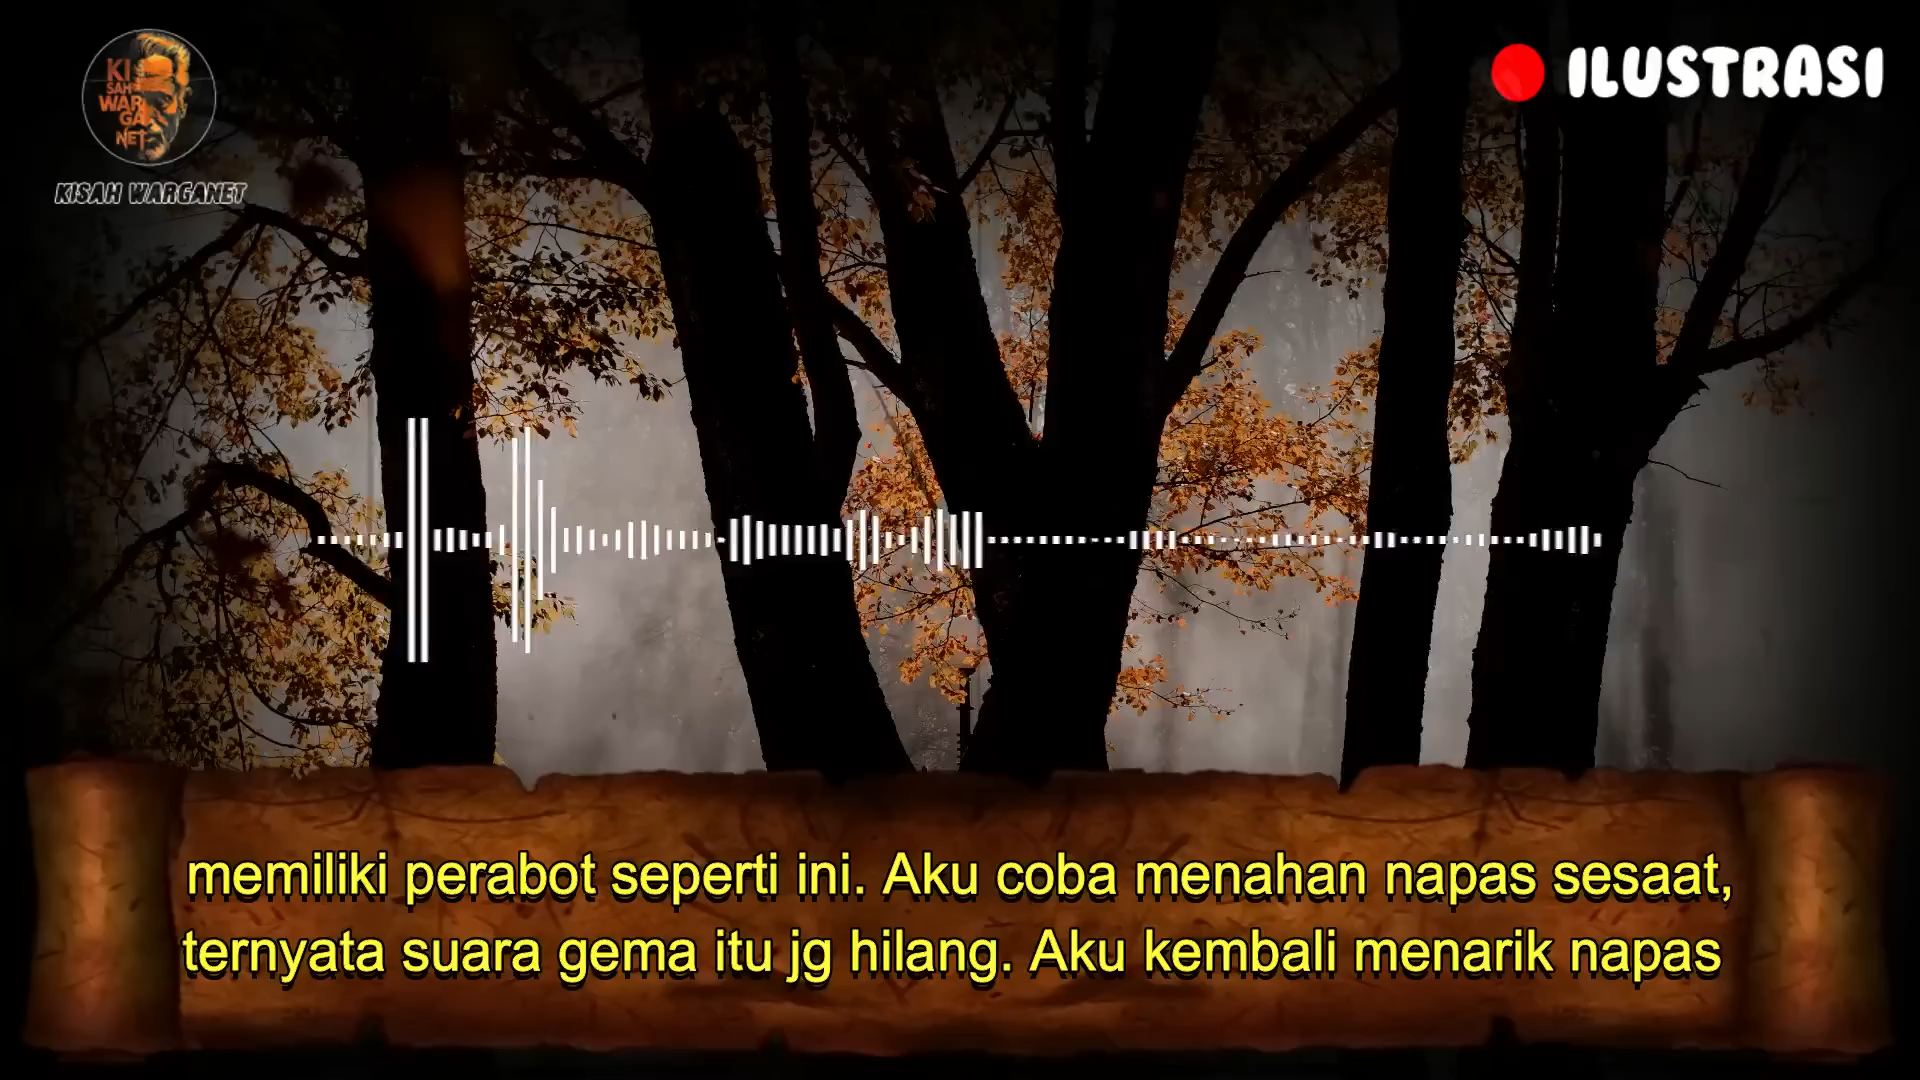 KI
SAH
WAR
GA
NET
KISAH WARGANET
ILUSTRASI
memiliki perabot seperti ini. Aku coba menahan napas sesaat,
ternyata suara gema itu jg hilang. Aku kembali menarik napas